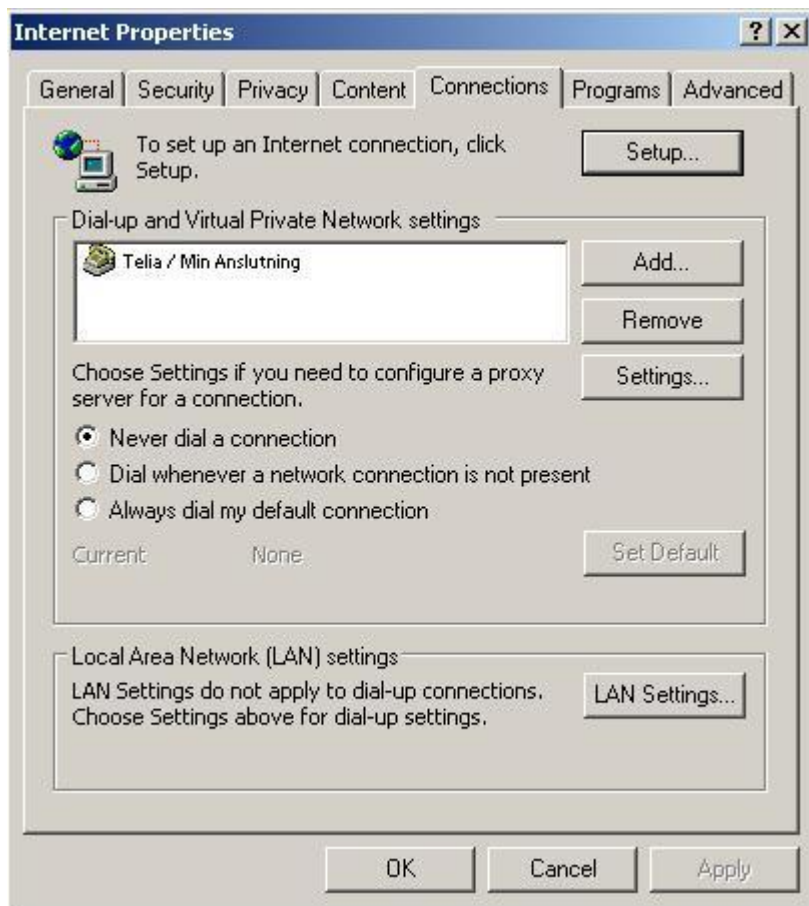 Internet Properties
General Security Privacy Content Connections Programs Advanced
To set up an Internet connection, click
Setup.
Setup...
Dial-up and Virtual Private Network settings
Telia / Min Anslutning
Add...
Remove
Choose Settings if you need to configure a proxy
server for a connection.
Settings...
Never dial a connection
Dial whenever a network connection is not present
Always dial my default connection
Current None
Set Default
Local Area Network (LAN) settings
LAN Settings do not apply to dial-up connections.
Choose Settings above for dial-up settings.
LAN Settings...
OK Cancel Apply